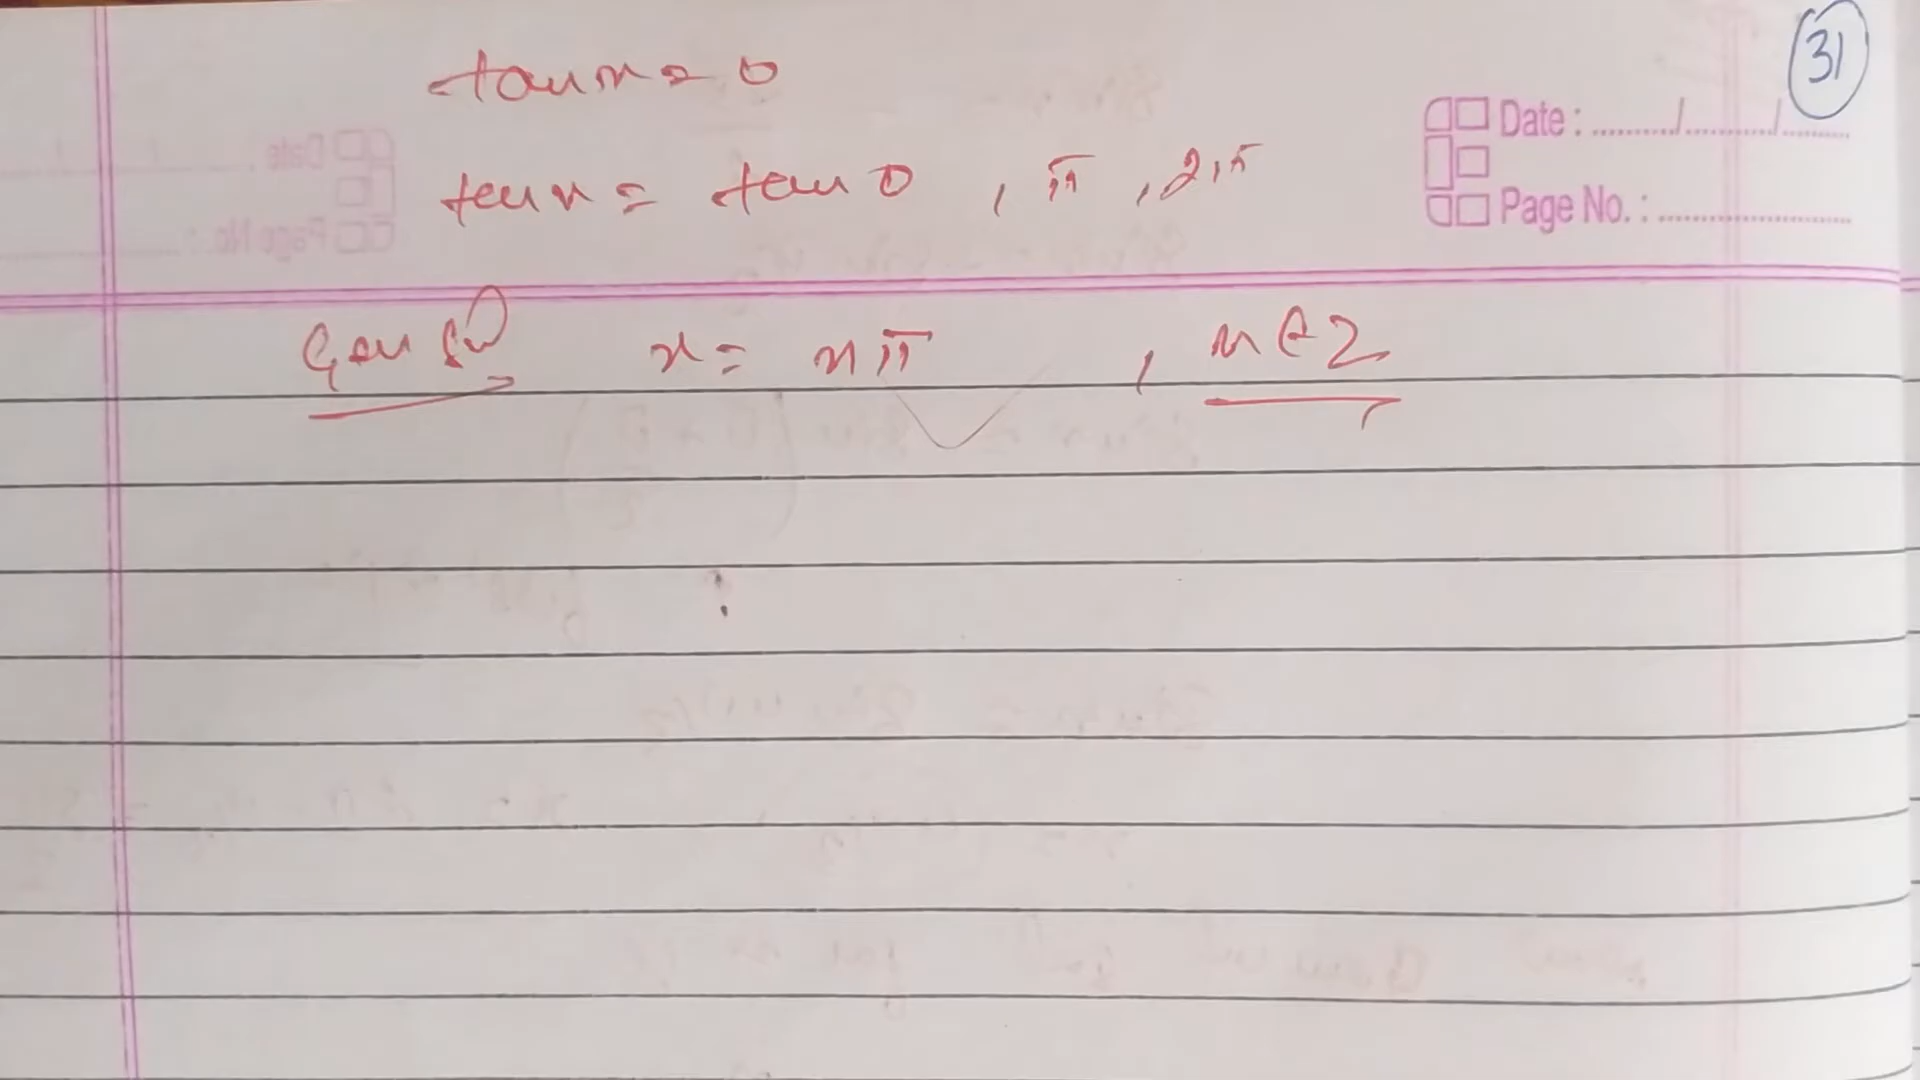 31
tan x = 0
Date : ........./........./.........
tan x = tan 0 , π , 2π
Page No. : ...........................
Gen Sol x = nπ , n ∈ Z